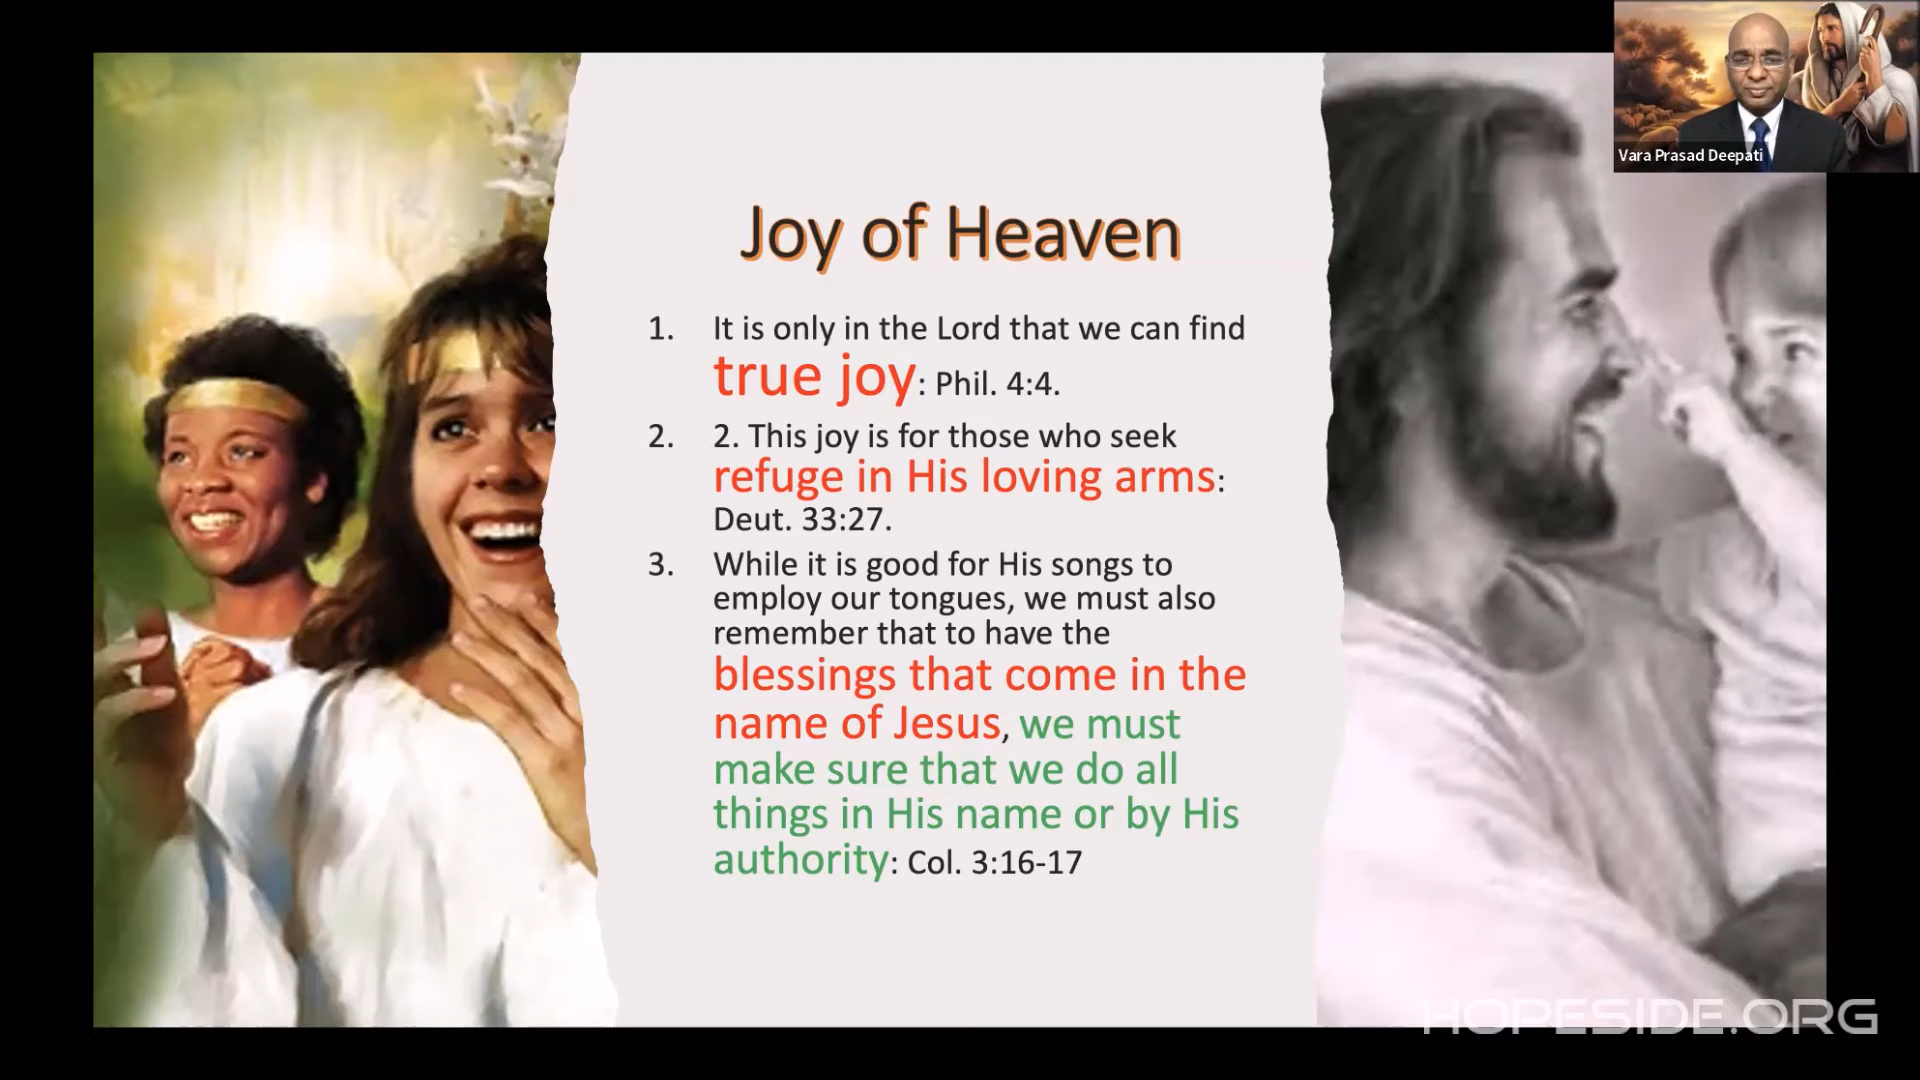 Vara Prasad Deepati
Joy of Heaven
1. It is only in the Lord that we can find
true joy: Phil. 4:4.
2. 2. This joy is for those who seek
refuge in His loving arms:
Deut. 33:27.
3. While it is good for His songs to
employ our tongues, we must also
remember that to have the
blessings that come in the
name of Jesus, we must
make sure that we do all
things in His name or by His
authority: Col. 3:16-17
HOPESIDE.ORG